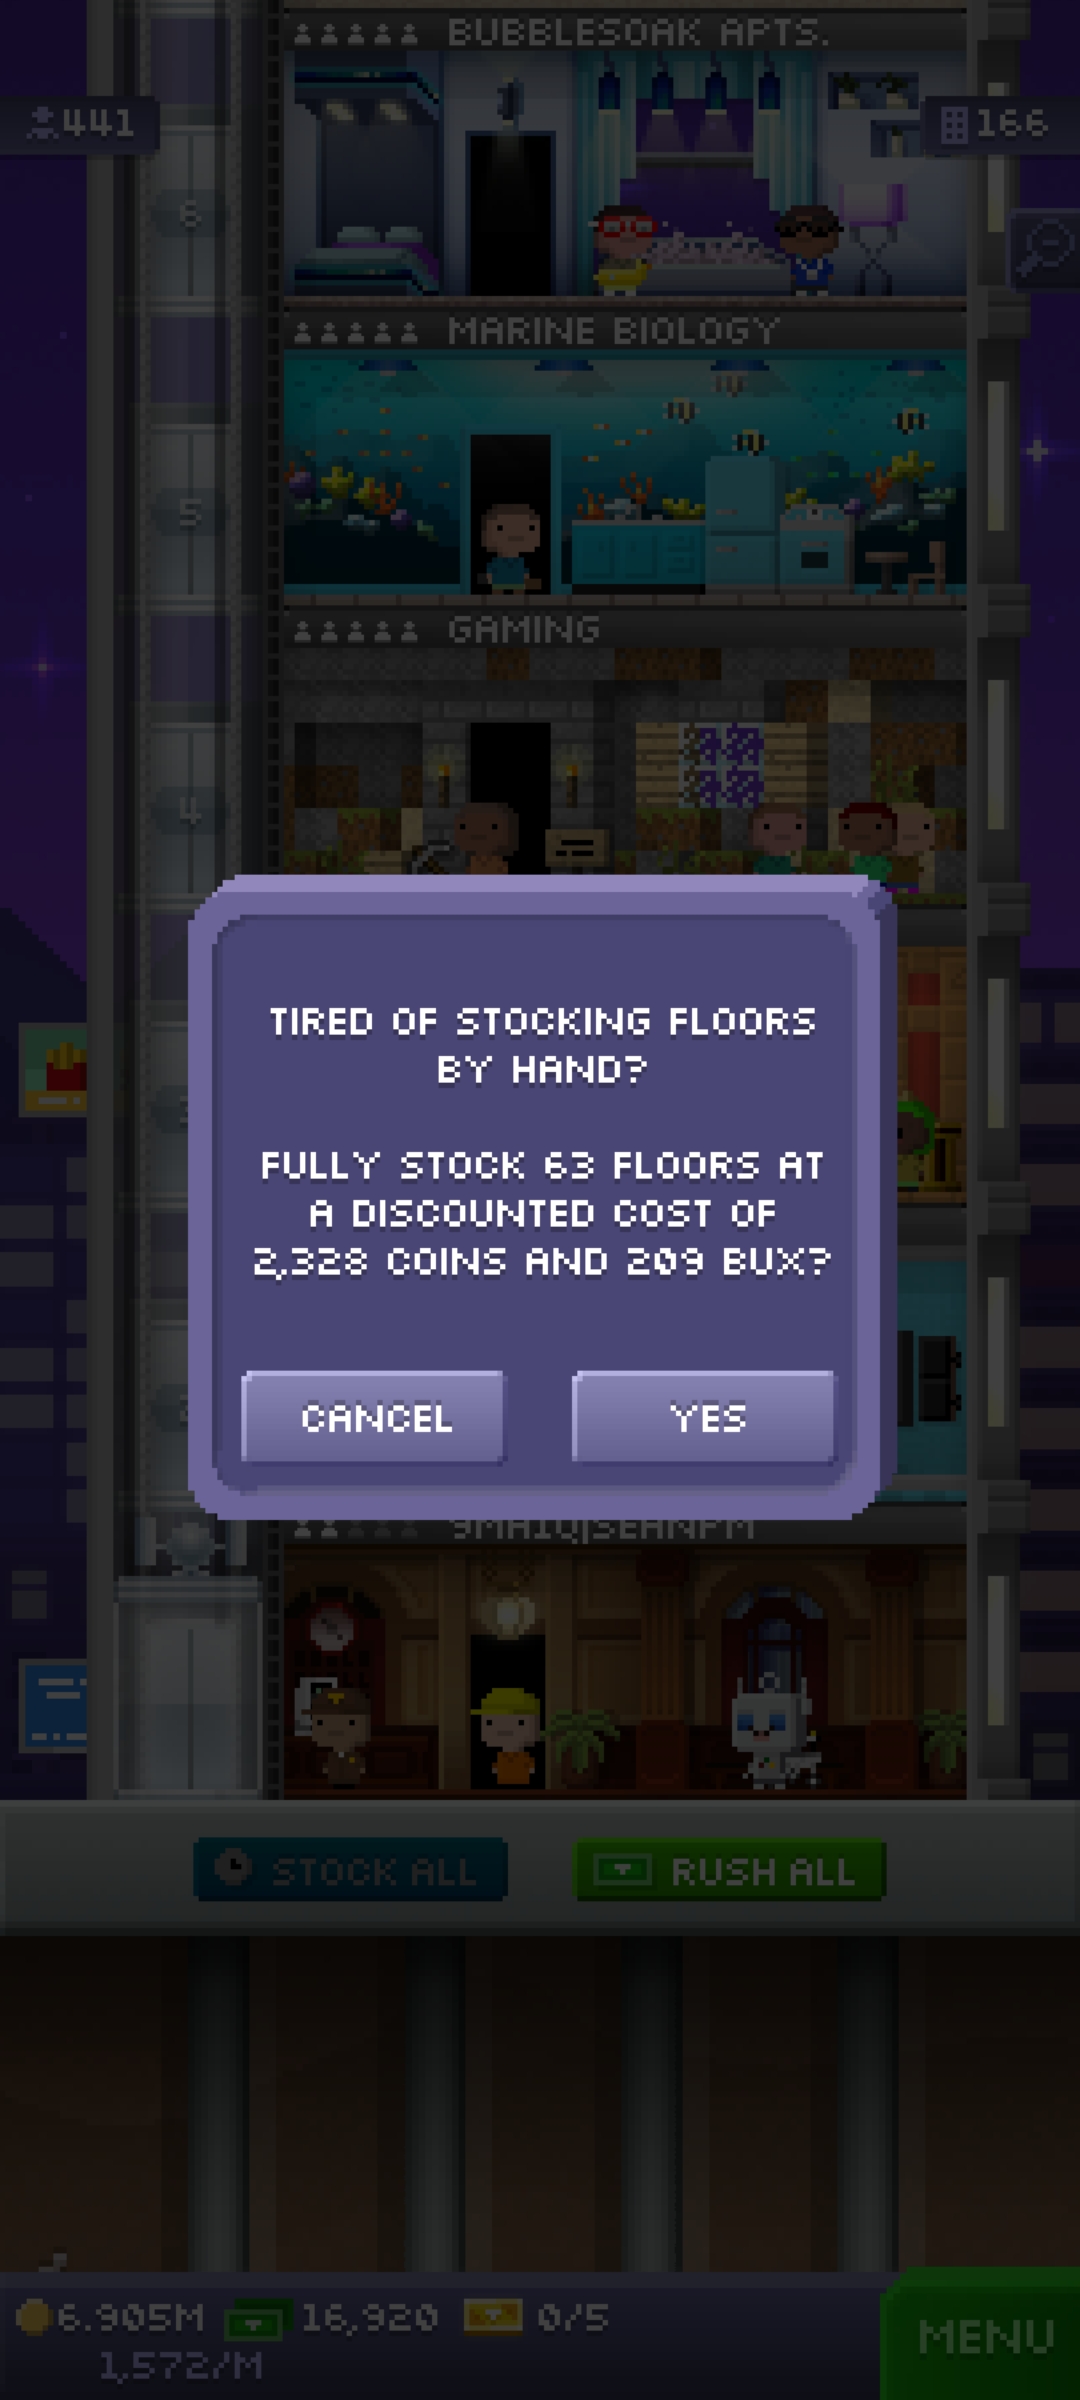 BUBBLESOAK APTS.
441
166
6
MARINE BIOLOGY
5
GAMING
4
TIRED OF STOCKING FLOORS
BY HAND?
FULLY STOCK 63 FLOORS AT
A DISCOUNTED COST OF
2,328 COINS AND 209 BUX?
CANCEL
YES
STOCK ALL
RUSH ALL
6.905M
16,920
0/5
1,572/M
MENU